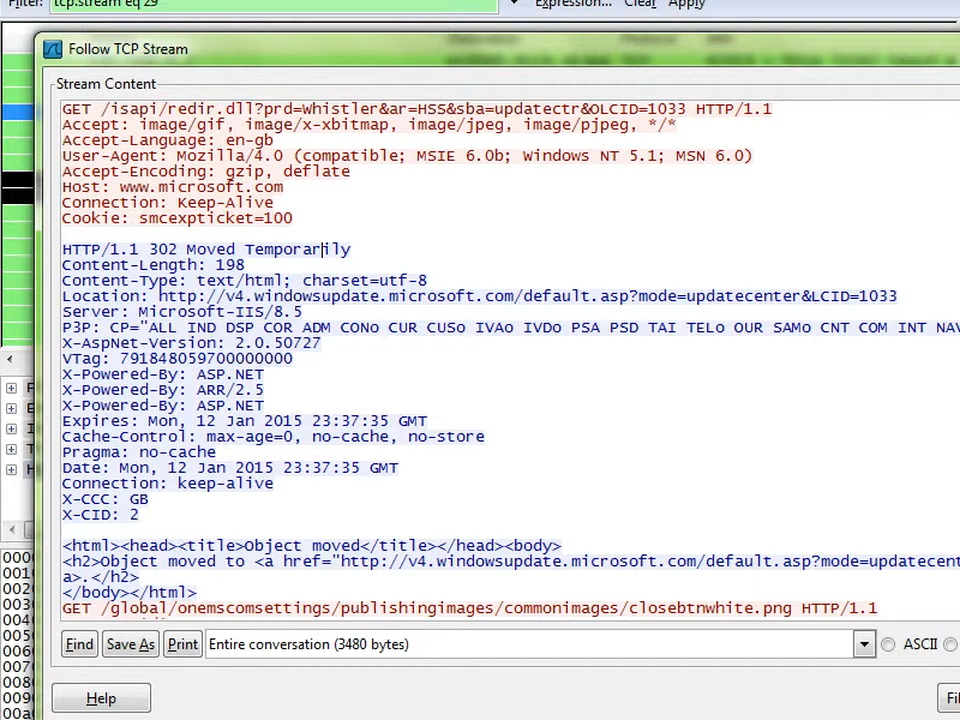 Filter: tcp.stream eq 29 Expression... Clear Apply
Follow TCP Stream
Stream Content
GET /isapi/redir.dll?prd=Whistler&ar=HSS&sba=updatectr&OLCID=1033 HTTP/1.1
Accept: image/gif, image/x-xbitmap, image/jpeg, image/pjpeg, */*
Accept-Language: en-gb
User-Agent: Mozilla/4.0 (compatible; MSIE 6.0b; Windows NT 5.1; MSN 6.0)
Accept-Encoding: gzip, deflate
Host: www.microsoft.com
Connection: Keep-Alive
Cookie: smcexpticket=100
HTTP/1.1 302 Moved Temporarily
Content-Length: 198
Content-Type: text/html; charset=utf-8
Location: http://v4.windowsupdate.microsoft.com/default.asp?mode=updatecenter&LCID=1033
Server: Microsoft-IIS/8.5
P3P: CP="ALL IND DSP COR ADM CONo CUR CUSo IVAo IVDo PSA PSD TAI TELo OUR SAMo CNT COM INT NAV
X-AspNet-Version: 2.0.50727
VTag: 791848059700000000
X-Powered-By: ASP.NET
X-Powered-By: ARR/2.5
X-Powered-By: ASP.NET
Expires: Mon, 12 Jan 2015 23:37:35 GMT
Cache-Control: max-age=0, no-cache, no-store
Pragma: no-cache
Date: Mon, 12 Jan 2015 23:37:35 GMT
Connection: keep-alive
X-CCC: GB
X-CID: 2
<html><head><title>Object moved</title></head><body>
<h2>Object moved to <a href="http://v4.windowsupdate.microsoft.com/default.asp?mode=updatecent
a>.</h2>
</body></html>
GET /global/onemscomsettings/publishingimages/commonimages/closebtnwhite.png HTTP/1.1
Find Save As Print Entire conversation (3480 bytes) ASCII
Help Fil
000
001
002
003
004
005
006
007
008
009
00a